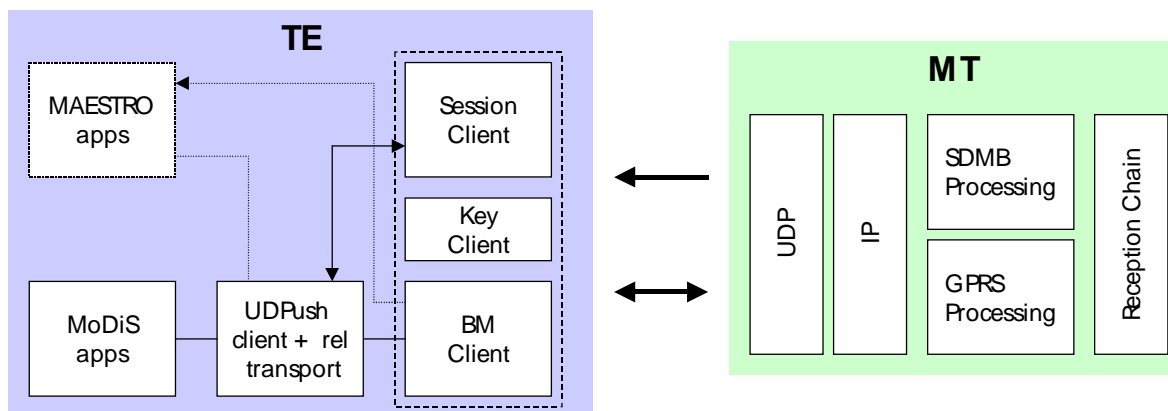 TE
MAESTRO
apps
Session
Client
Key
Client
MoDiS
apps
UDPush
client + rel
transport
BM
Client
MT
UDP
IP
SDMB
Processing
GPRS
Processing
Reception Chain